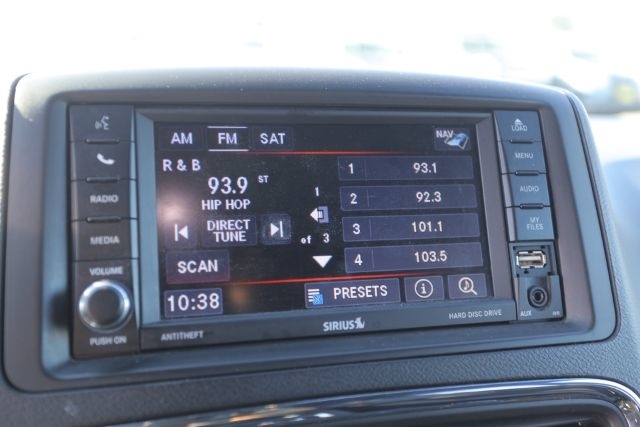 AM FM SAT NAV
R & B
93.9 ST
HIP HOP
DIRECT
TUNE
SCAN
10:38
1
of 3
1 93.1
2 92.3
3 101.1
4 103.5
PRESETS
i
RADIO
MEDIA
VOLUME
PUSH ON
ANTITHEFT
SIRIUS
HARD DISC DRIVE
LOAD
MENU
AUDIO
MY
FILES
AUX